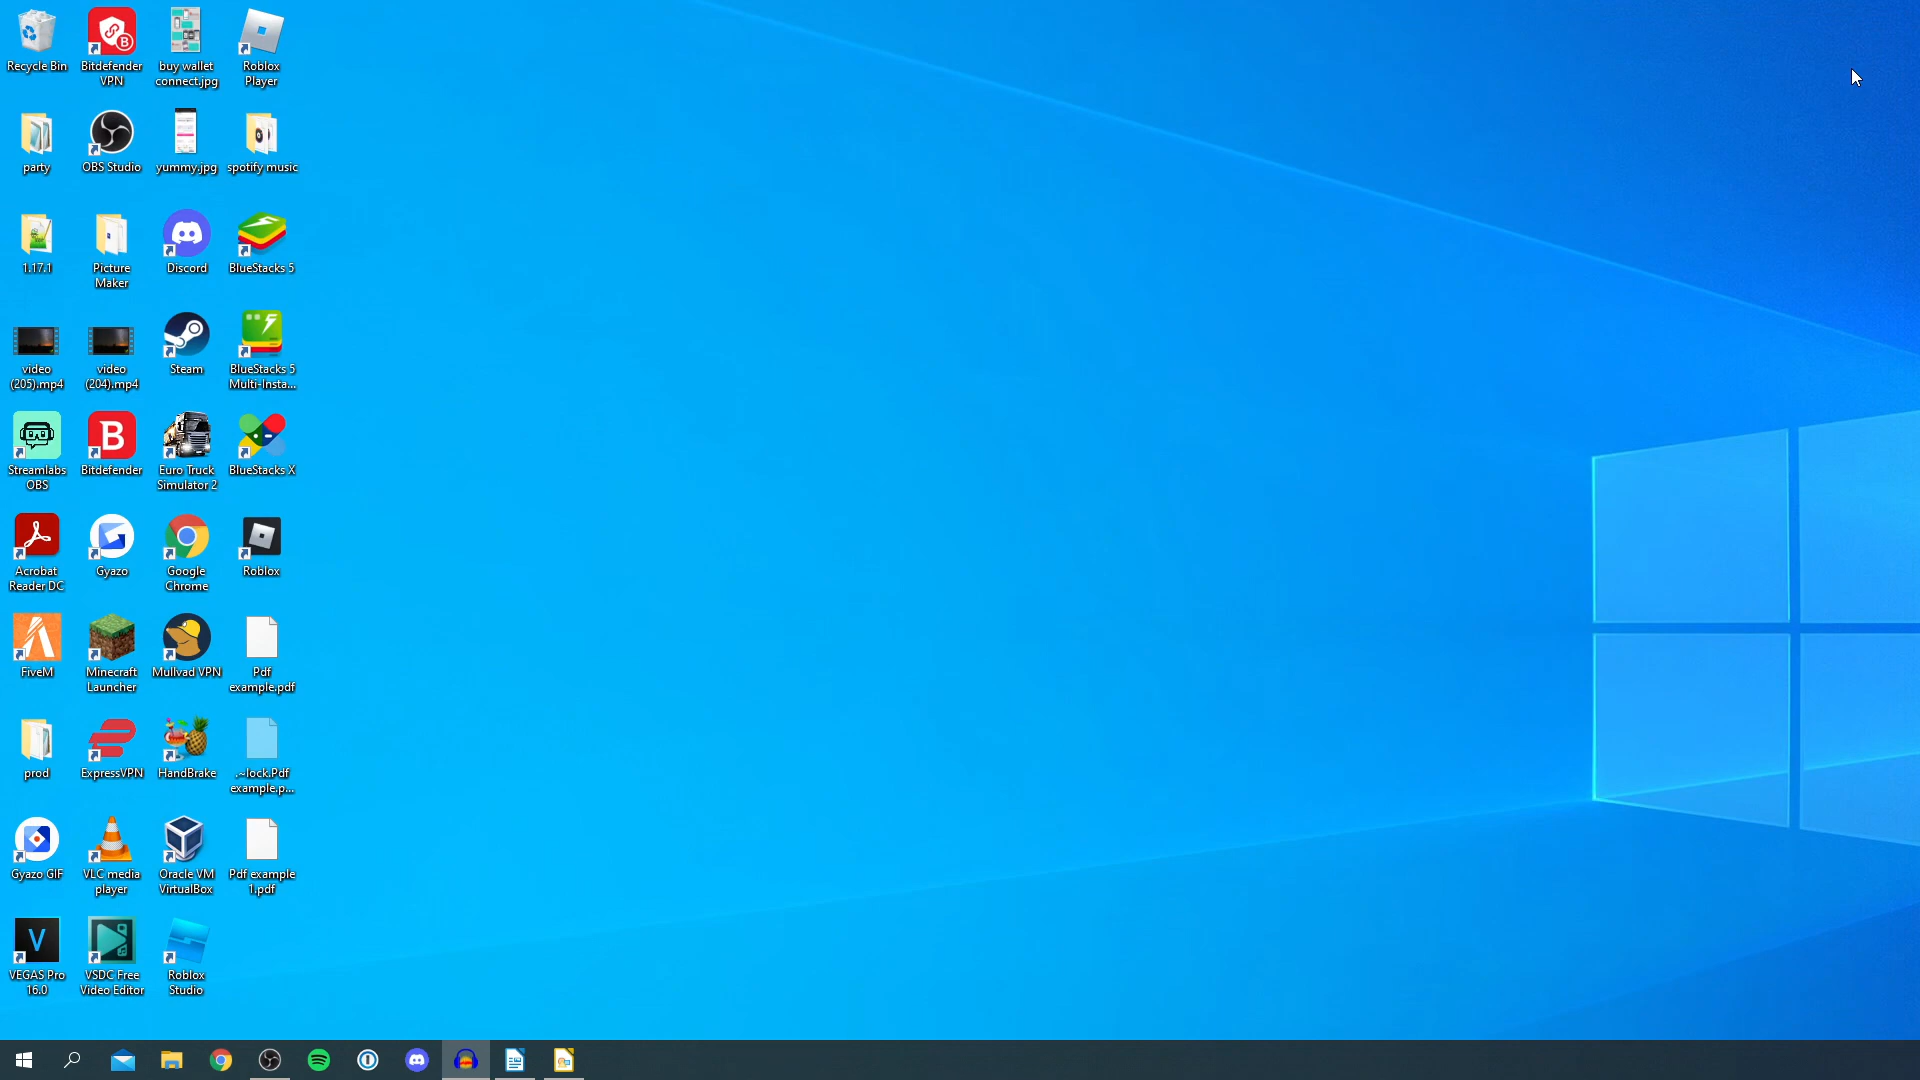 Recycle Bin
Bitdefender
VPN
buy wallet
connect.jpg
Roblox
Player
party
OBS Studio
yummy.jpg
spotify music
1.17.1
Picture
Maker
Discord
BlueStacks 5
video
(205).mp4
video
(204).mp4
Steam
BlueStacks 5
Multi-Insta...
Streamlabs
OBS
Bitdefender
Euro Truck
Simulator 2
BlueStacks X
Acrobat
Reader DC
Gyazo
Google
Chrome
Roblox
FiveM
Minecraft
Launcher
Mullvad VPN
Pdf
example.pdf
prod
ExpressVPN
HandBrake
.~lock.Pdf
example.p...
Gyazo GIF
VLC media
player
Oracle VM
VirtualBox
Pdf example
1.pdf
VEGAS Pro
16.0
VSDC Free
Video Editor
Roblox
Studio